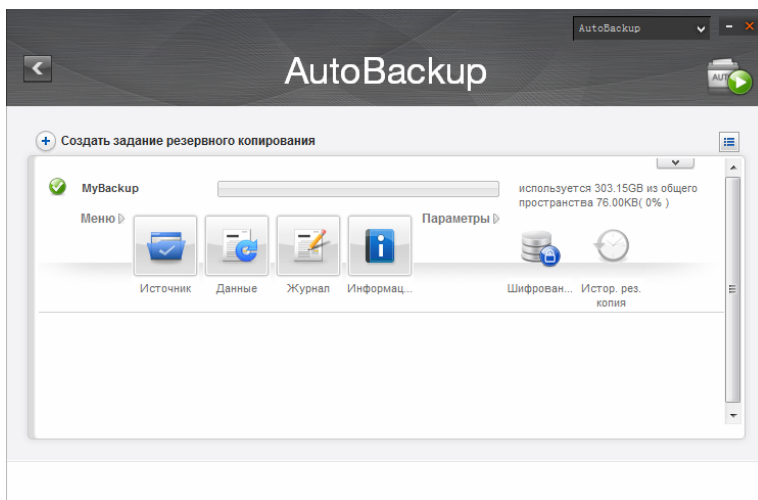 AutoBackup
AutoBackup
AUT
Создать задание резервного копирования
MyBackup
используется 303.15GB из общего
пространства 76.00KB( 0% )
Меню
Параметры
Источник
Данные
Журнал
Информац...
Шифрован...
Истор. рез.
копия